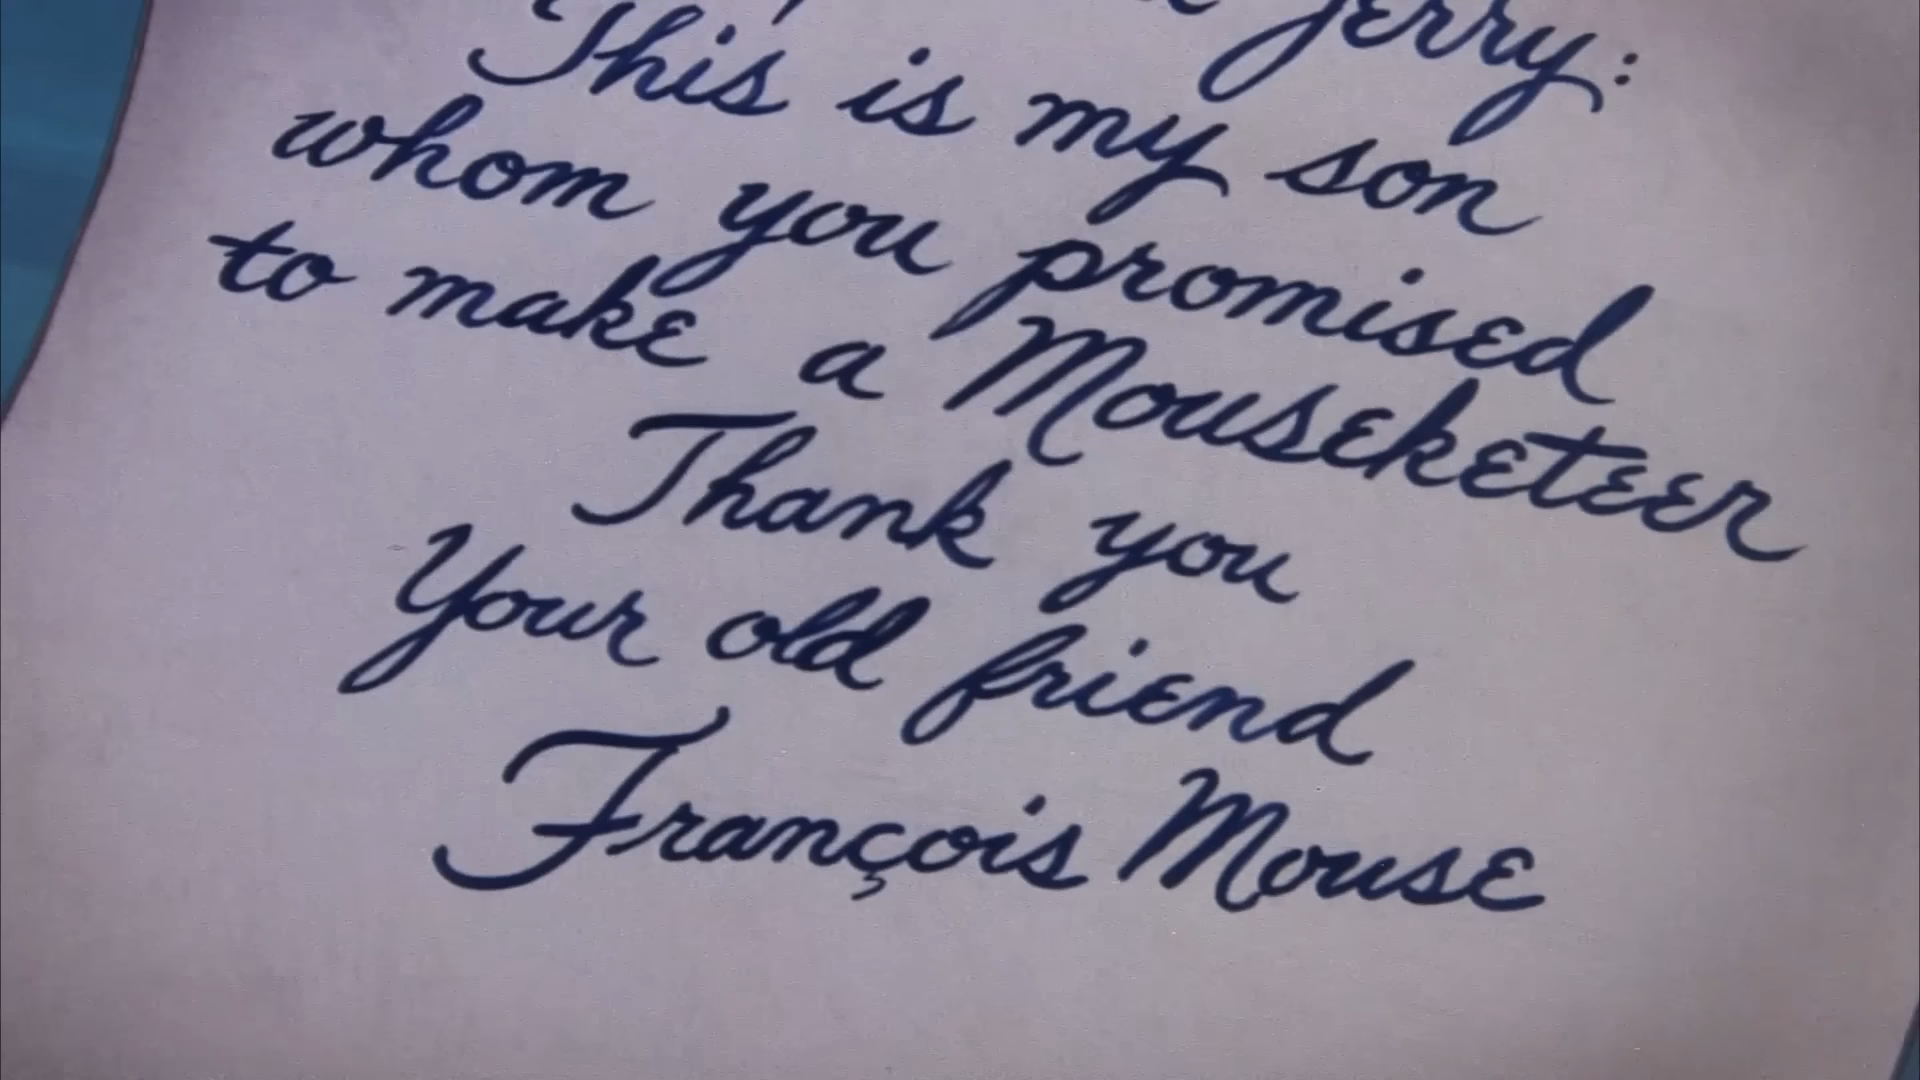 Jerry:
This is my son
whom you promised
to make a Mouseketeer
Thank you
Your old friend
François Mouse